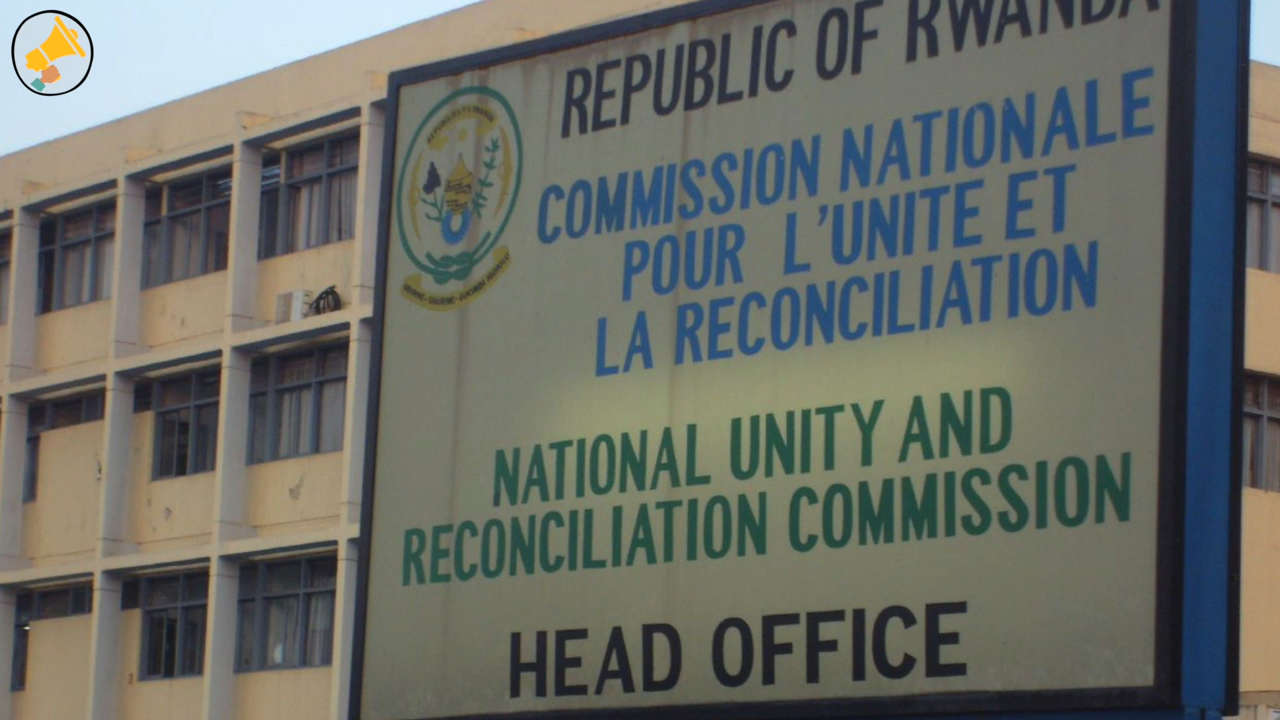 REPUBLIC OF RWANDA
COMMISSION NATIONALE
POUR L'UNITE ET
LA RECONCILIATION
NATIONAL UNITY AND
RECONCILIATION COMMISSION
HEAD OFFICE